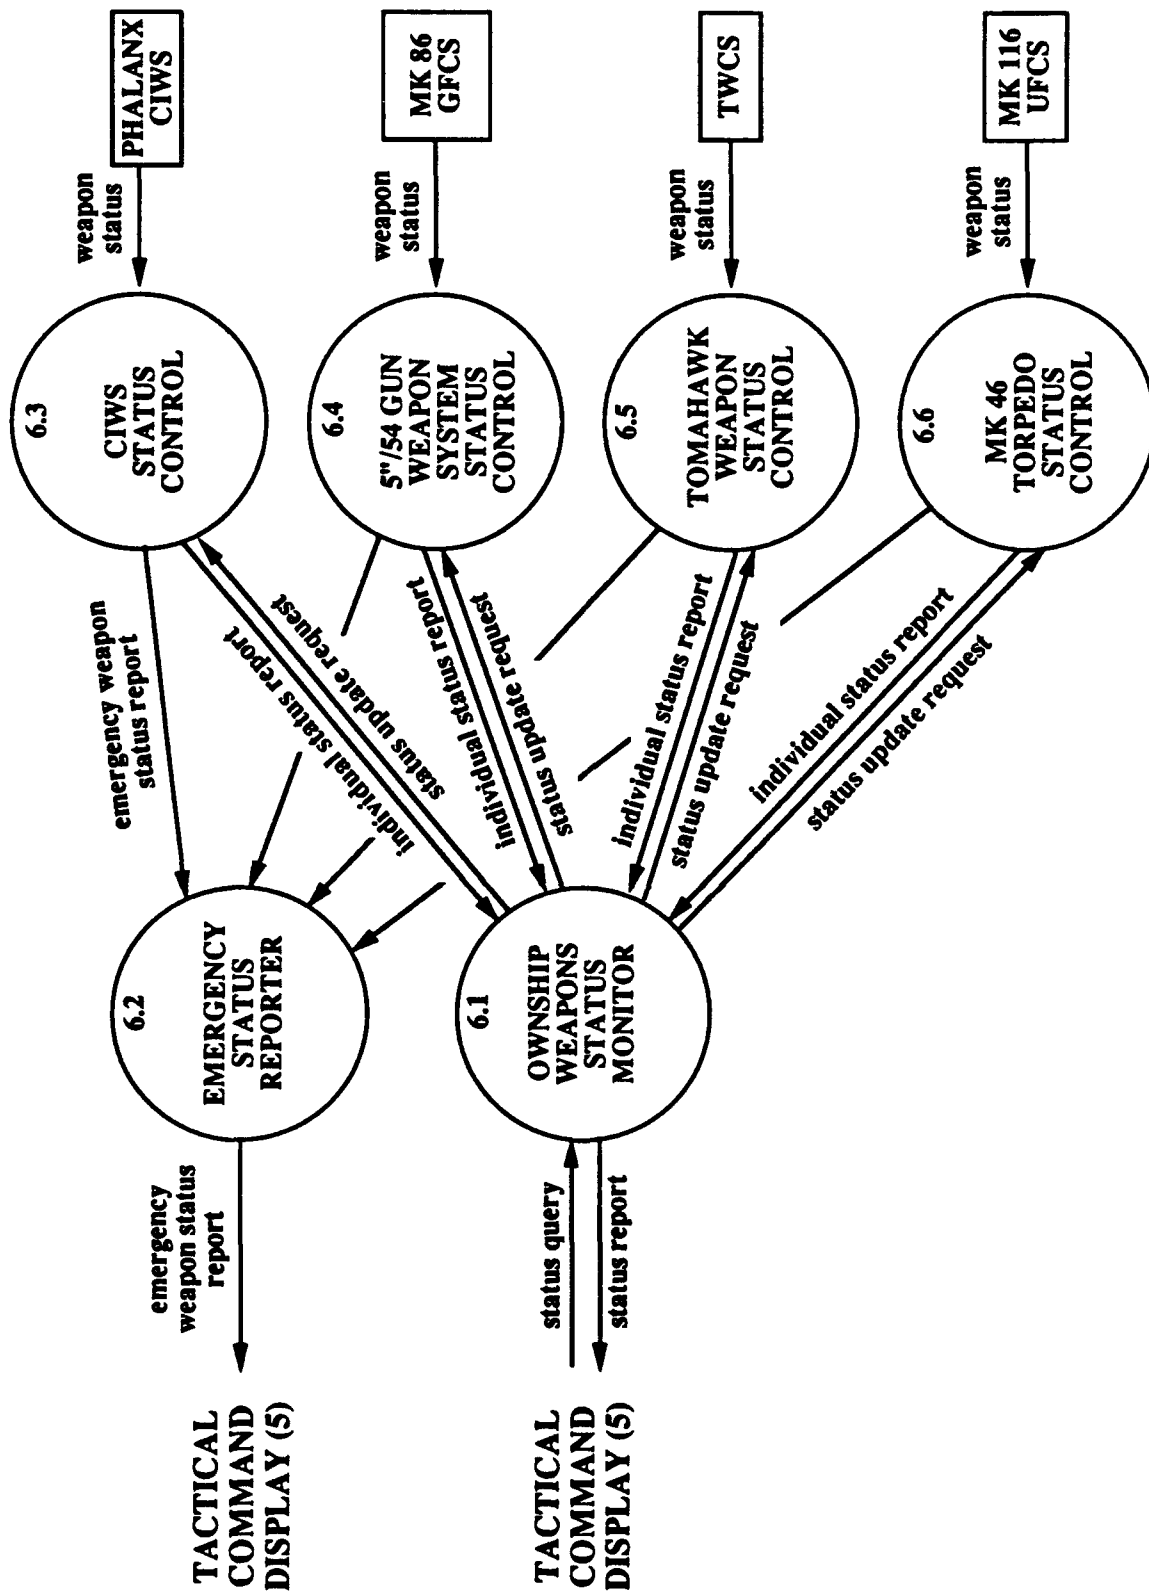 TACTICAL
COMMAND
DISPLAY (5)
emergency
weapon status
report
6.2
EMERGENCY
STATUS
REPORTER
emergency weapon
status report
6.3
CIWS
STATUS
CONTROL
weapon
status
PHALANX
CIWS
individual status report
status update request
6.4
5"/54 GUN
WEAPON
SYSTEM
STATUS
CONTROL
weapon
status
MK 86
GFCS
individual status report
status update request
TACTICAL
COMMAND
DISPLAY (5)
status query
status report
6.1
OWNSHIP
WEAPONS
STATUS
MONITOR
individual status report
status update request
6.5
TOMAHAWK
WEAPON
STATUS
CONTROL
weapon
status
TWCS
individual status report
status update request
6.6
MK 46
TORPEDO
STATUS
CONTROL
weapon
status
MK 116
UFCS